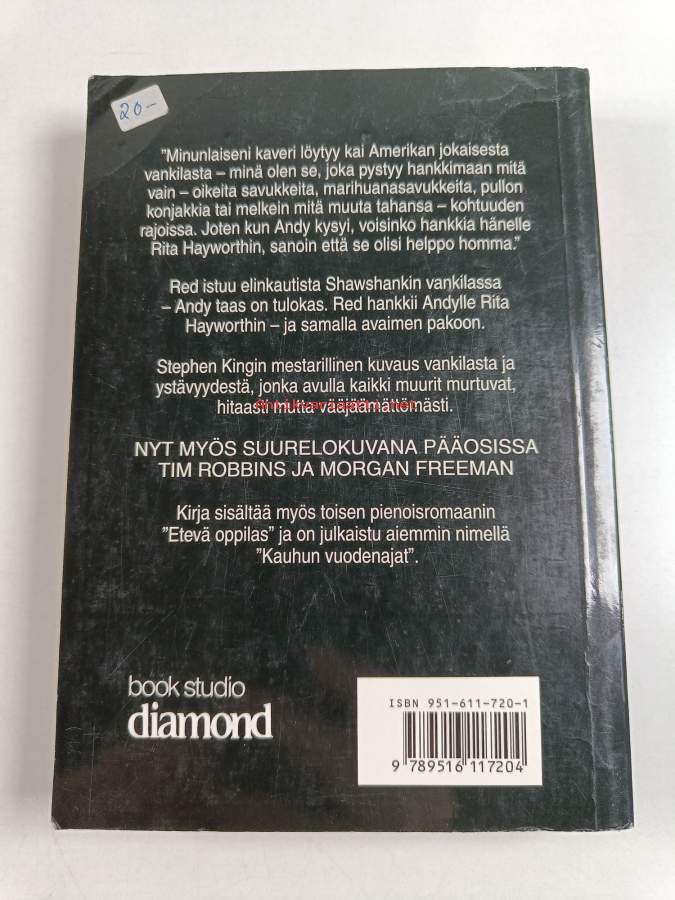 20-
"Minunlaiseni kaveri löytyy kai Amerikan jokaisesta
vankilasta – minä olen se, joka pystyy hankkimaan mitä
vain – oikeita savukkeita, marihuanasavukkeita, pullon
konjakkia tai melkein mitä muuta tahansa – kohtuuden
rajoissa. Joten kun Andy kysyi, voisinko hankkia hänelle
Rita Hayworthin, sanoin että se olisi helppo homma."
Red istuu elinkautista Shawshankin vankilassa
– Andy taas on tulokas. Red hankkii Andylle Rita
Hayworthin – ja samalla avaimen pakoon.
Stephen Kingin mestarillinen kuvaus vankilasta ja
ystävyydestä, jonka avulla kaikki muurit murtuvat,
hitaasti mutta vääjäämättömästi.
NYT MYÖS SUURELOKUVANA PÄÄOSISSA
TIM ROBBINS JA MORGAN FREEMAN
Kirja sisältää myös toisen pienoisromaanin
"Etevä oppilas" ja on julkaistu aiemmin nimellä
"Kauhun vuodenajat".
book studio
diamond
ISBN 951-611-720-1
9 789516 117204